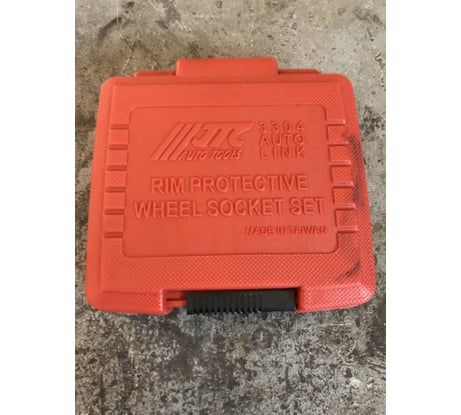 JTC 3304
AUTO TOOLS AUTO
LINK
RIM PROTECTIVE
WHEEL SOCKET SET
MADE IN TAIWAN